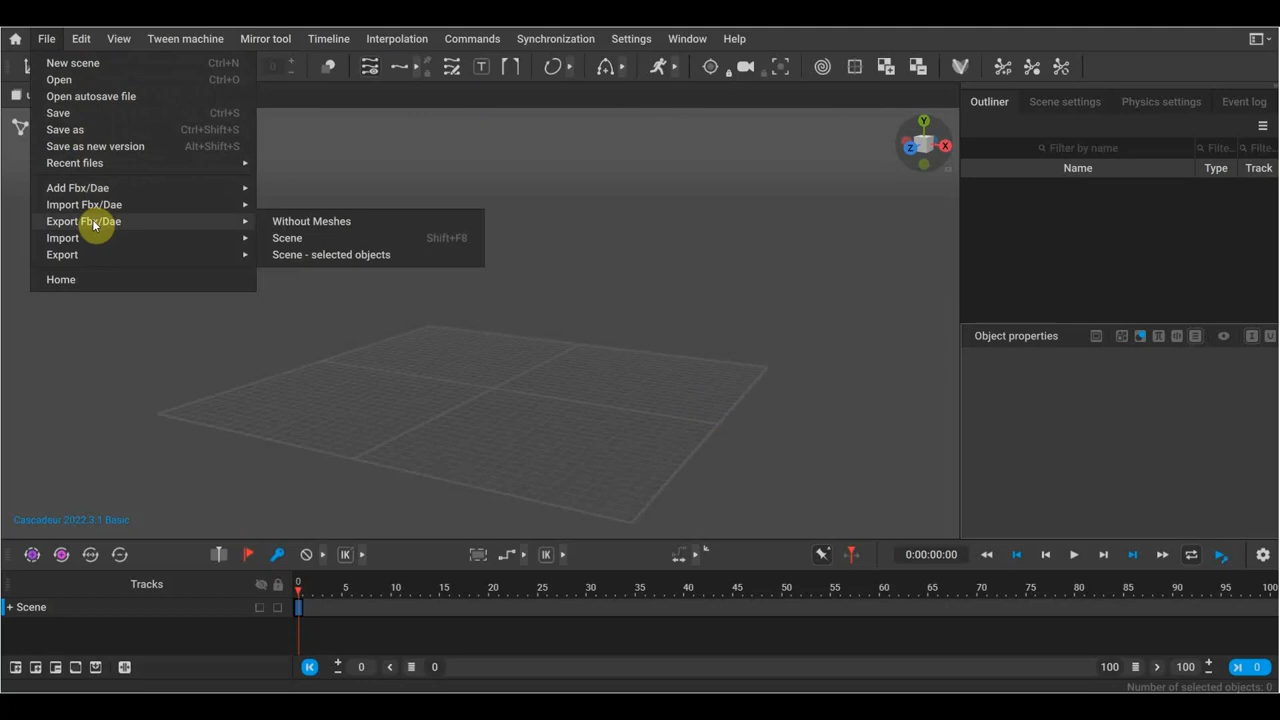 File Edit View Tween machine Mirror tool Timeline Interpolation Commands Synchronization Settings Window Help
New scene Ctrl+N
Open Ctrl+O
Open autosave file
Save Ctrl+S
Save as Ctrl+Shift+S
Save as new version Alt+Shift+S
Recent files
Add Fbx/Dae
Import Fbx/Dae
Export Fbx/Dae
Import
Export
Home
Without Meshes
Scene Shift+F8
Scene - selected objects
Y
Z
X
Outliner Scene settings Physics settings Event log
Filter by name Filte... Filte...
Name Type Track
Object properties
Cascadeur 2022.3.1 Basic
IK IK 0:00:00:00
Tracks 0 5 10 15 20 25 30 35 40 45 50 55 60 65 70 75 80 85 90 95 100
+ Scene
0 0 100 100 0
Number of selected objects: 0